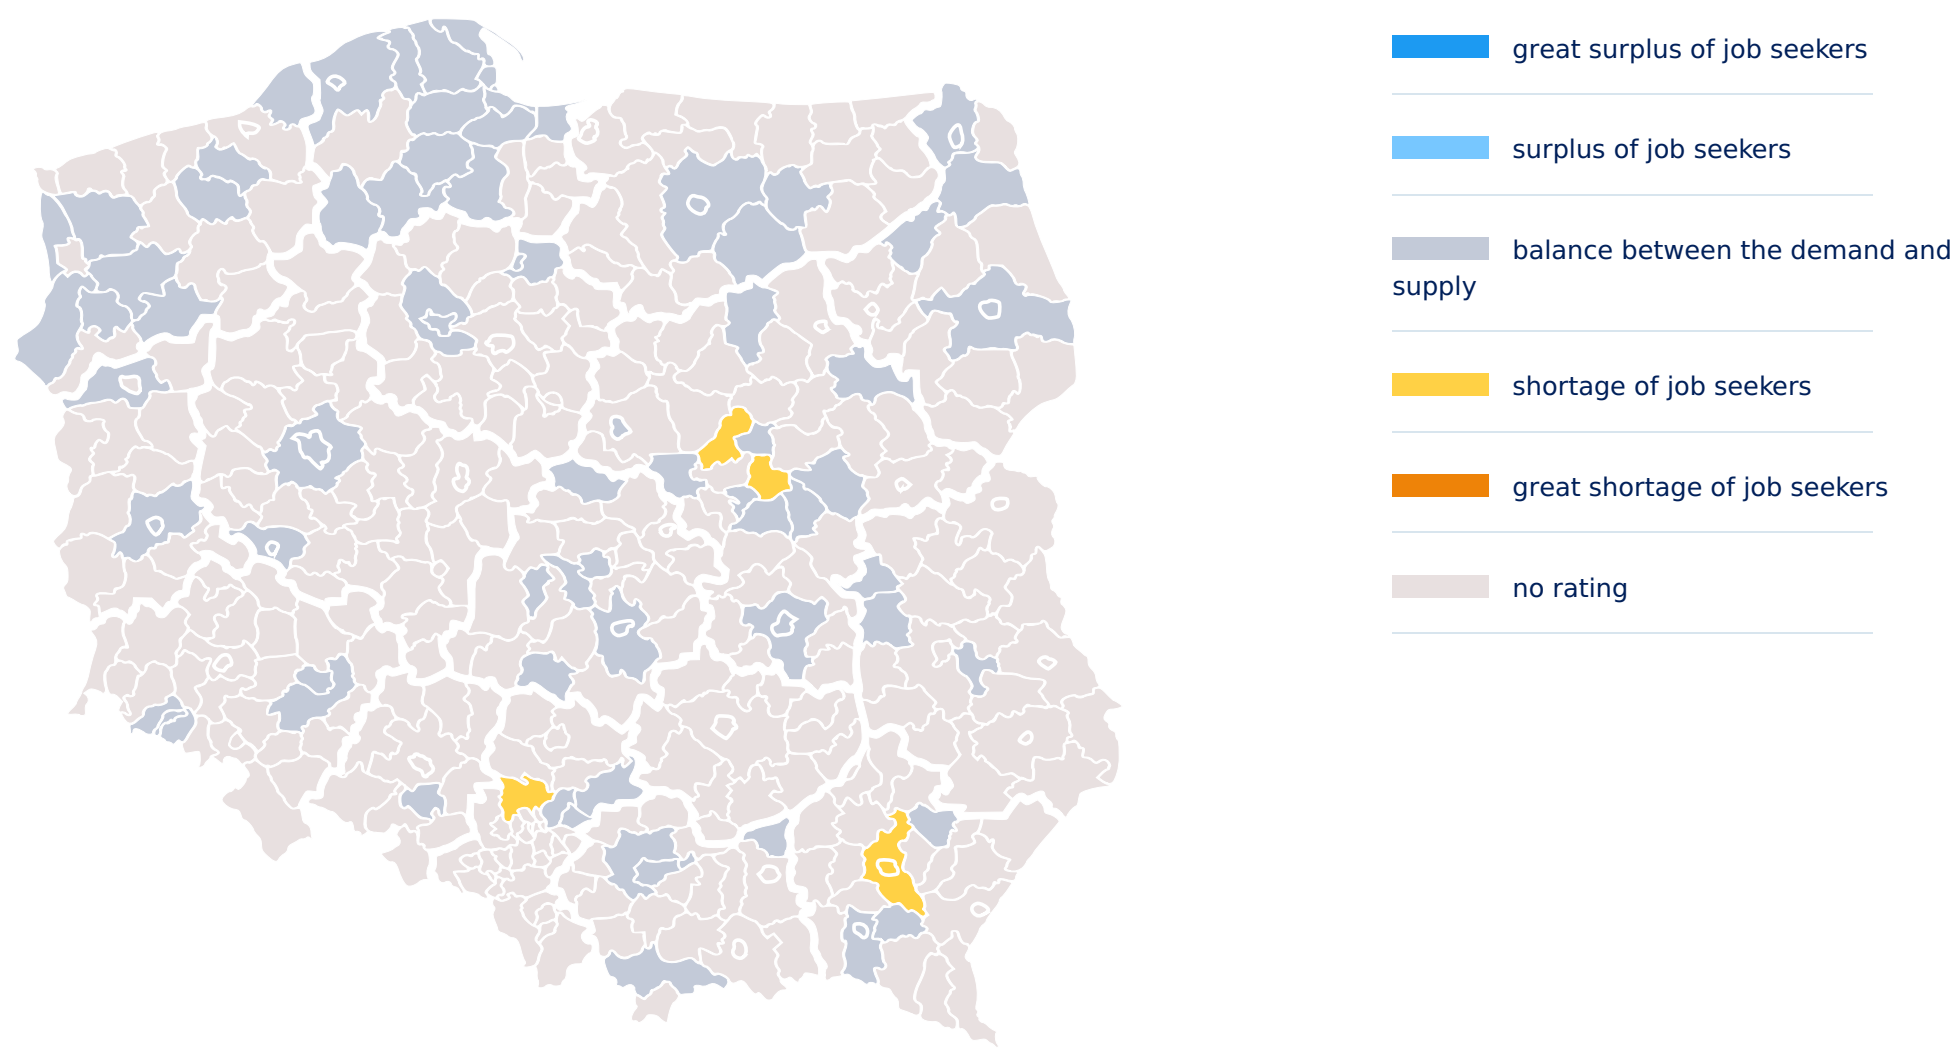 great surplus of job seekers
surplus of job seekers
balance between the demand and
supply
shortage of job seekers
great shortage of job seekers
no rating